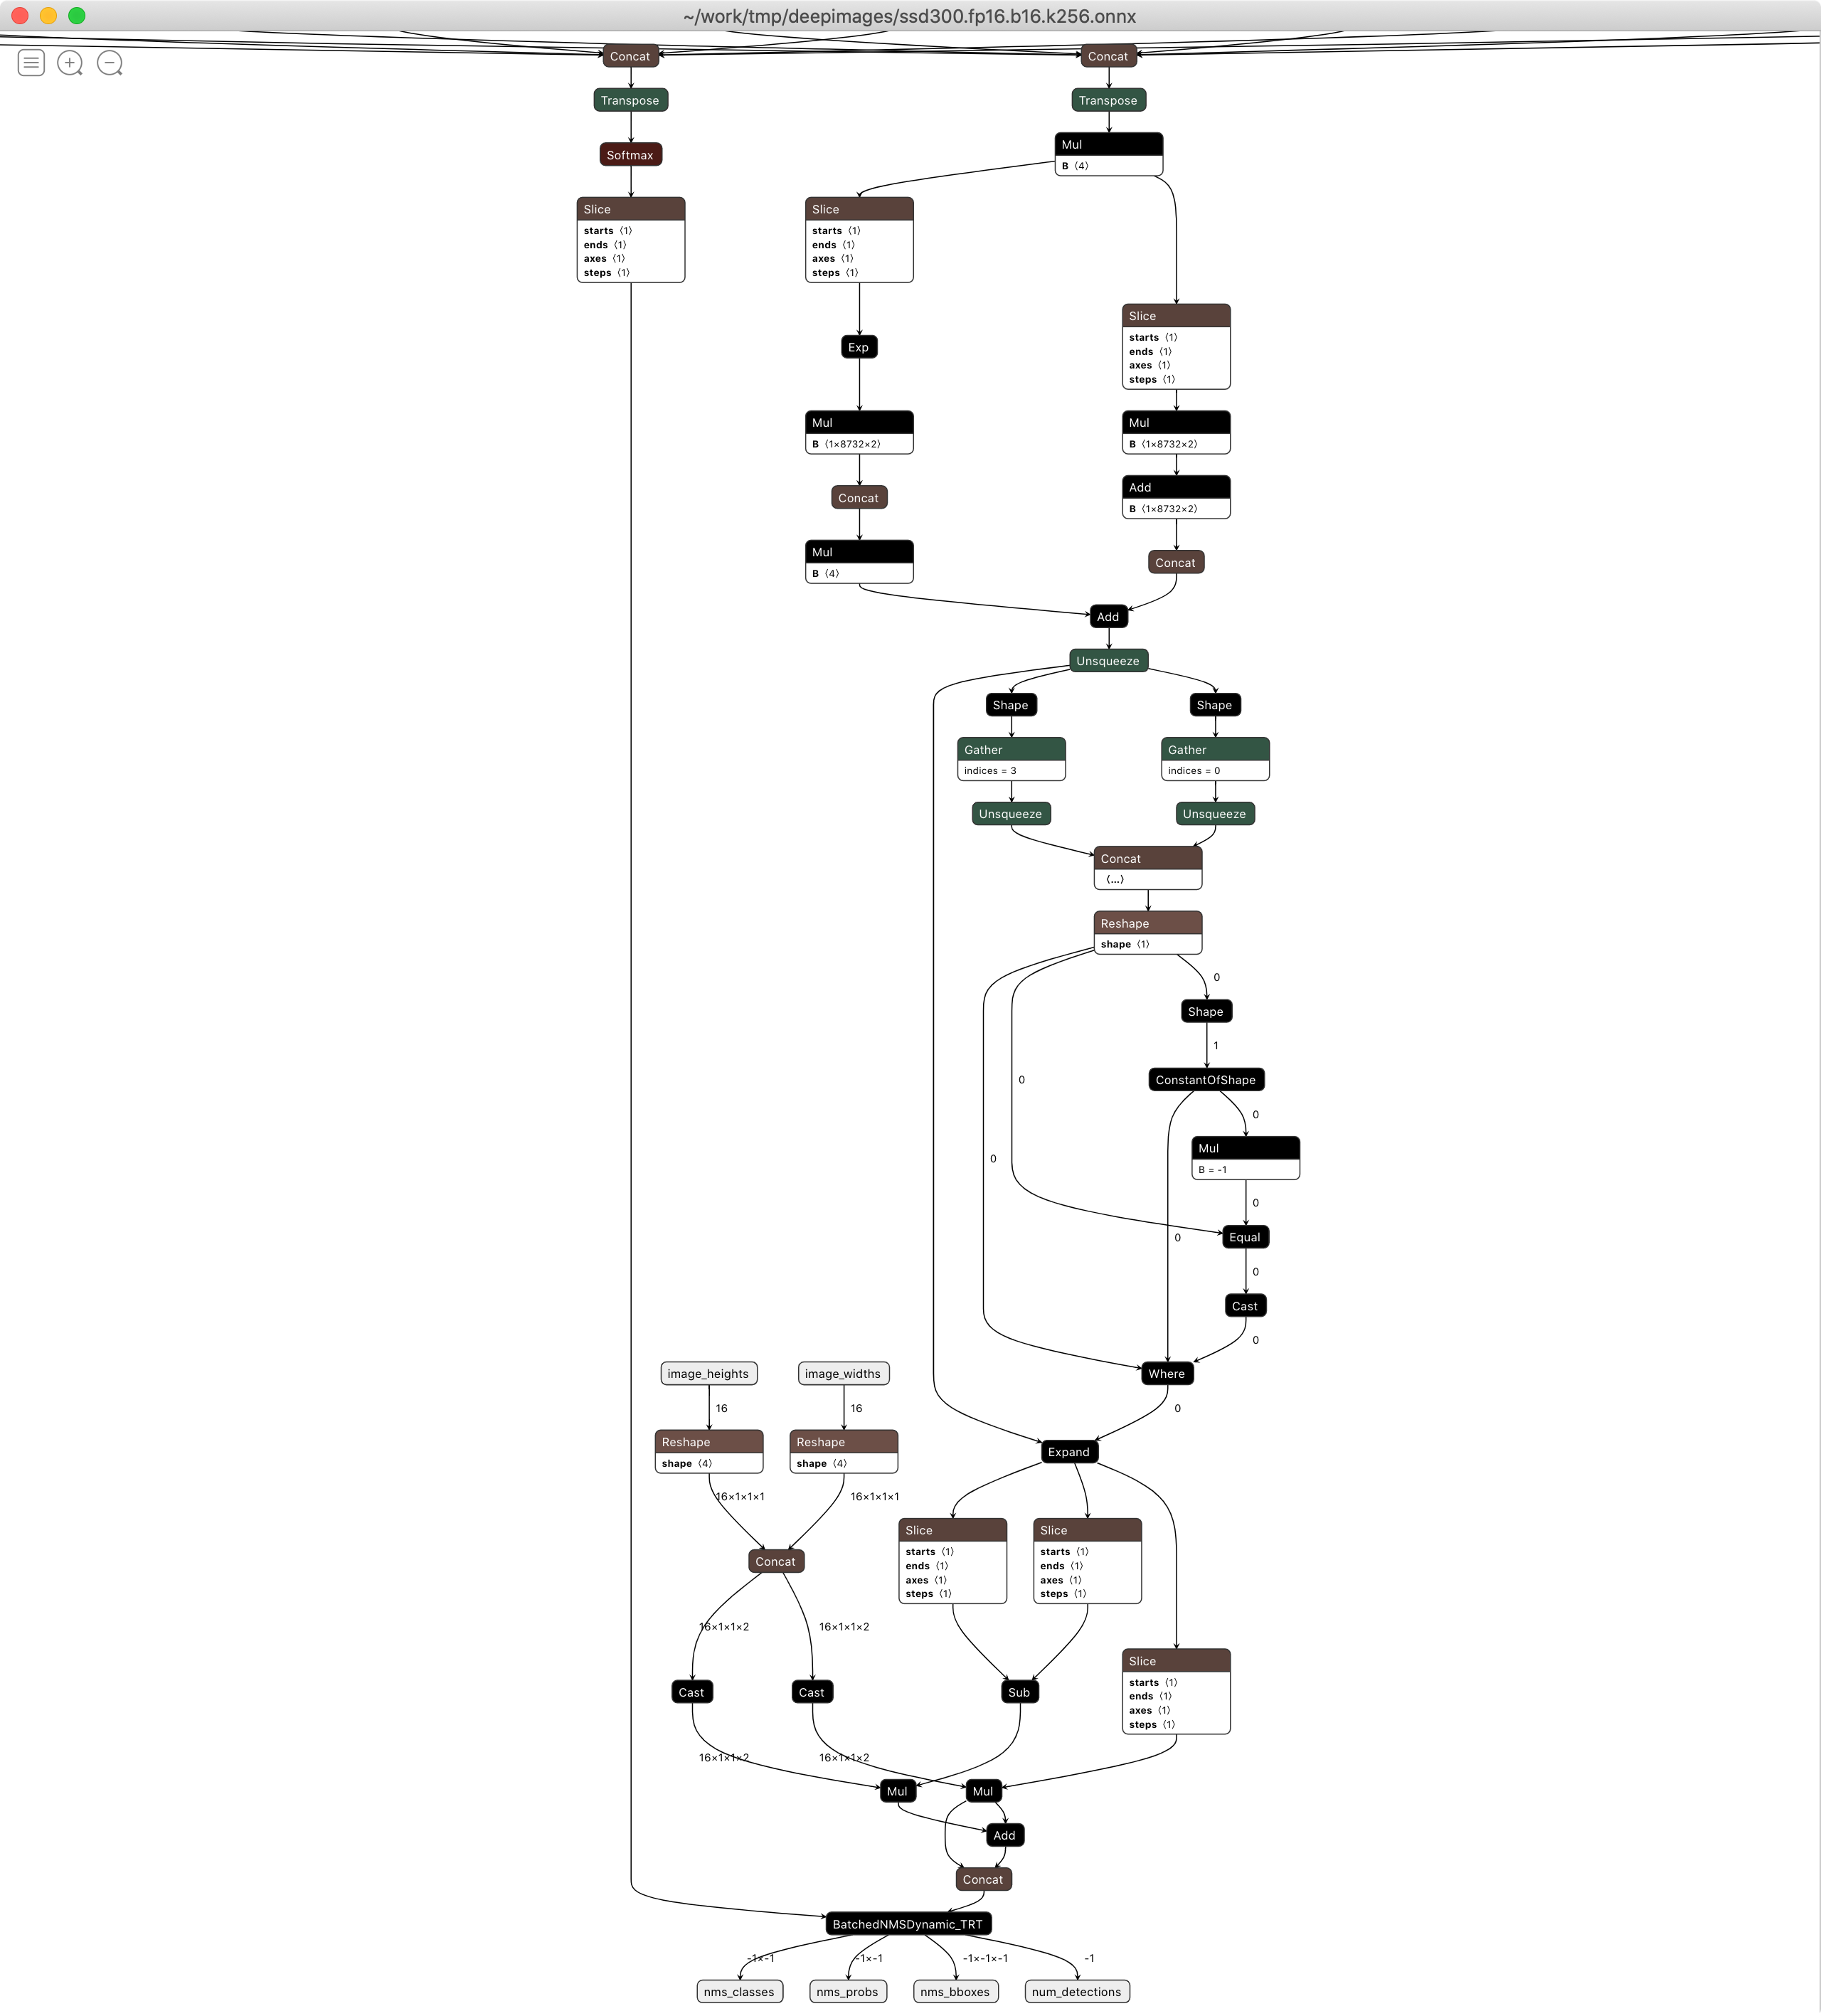 ~/work/tmp/deepimages/ssd300.fp16.b16.k256.onnx
Concat
Concat
Transpose
Transpose
Mul
B ⟨4⟩
Softmax
Slice
starts ⟨1⟩
ends ⟨1⟩
axes ⟨1⟩
steps ⟨1⟩
Slice
starts ⟨1⟩
ends ⟨1⟩
axes ⟨1⟩
steps ⟨1⟩
Slice
starts ⟨1⟩
ends ⟨1⟩
axes ⟨1⟩
steps ⟨1⟩
Exp
Mul
B ⟨1×8732×2⟩
Mul
B ⟨1×8732×2⟩
Concat
Add
B ⟨1×8732×2⟩
Mul
B ⟨4⟩
Concat
Add
Unsqueeze
Shape
Shape
Gather
indices = 3
Gather
indices = 0
Unsqueeze
Unsqueeze
Concat
⟨...⟩
Reshape
shape ⟨1⟩
0
Shape
1
0
ConstantOfShape
0
0
Mul
B = -1
0
0
Equal
0
Cast
0
image_heights
image_widths
Where
16
16
0
Reshape
shape ⟨4⟩
Reshape
shape ⟨4⟩
Expand
16×1×1×1
16×1×1×1
Concat
Slice
starts ⟨1⟩
ends ⟨1⟩
axes ⟨1⟩
steps ⟨1⟩
Slice
starts ⟨1⟩
ends ⟨1⟩
axes ⟨1⟩
steps ⟨1⟩
16×1×1×2
16×1×1×2
Slice
starts ⟨1⟩
ends ⟨1⟩
axes ⟨1⟩
steps ⟨1⟩
Cast
Cast
Sub
16×1×1×2
16×1×1×2
Mul
Mul
Add
Concat
BatchedNMSDynamic_TRT
-1×-1
-1×-1
-1×-1×-1
-1
nms_classes
nms_probs
nms_bboxes
num_detections